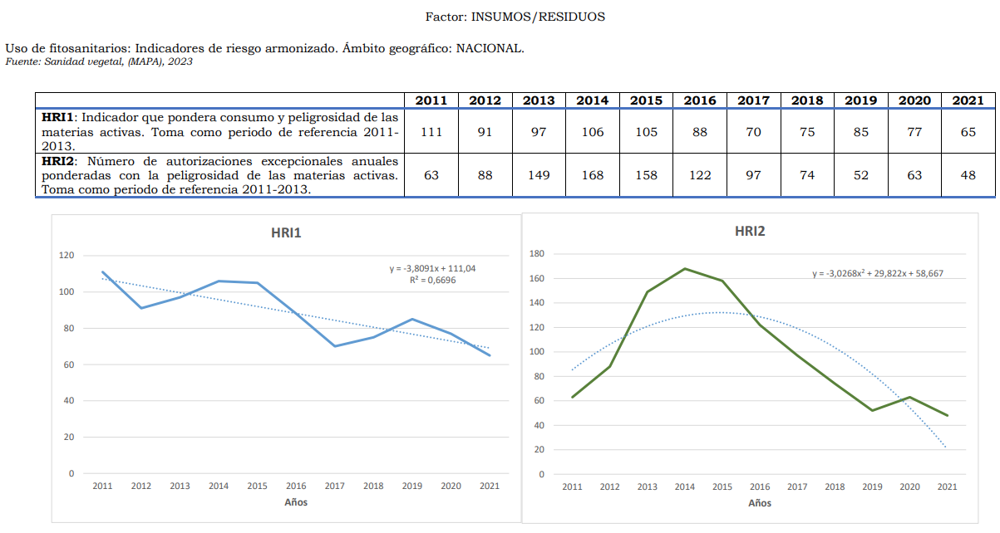 Factor: INSUMOS/RESIDUOS
Uso de fitosanitarios: Indicadores de riesgo armonizado. Ámbito geográfico: NACIONAL.
Fuente: Sanidad vegetal, (MAPA), 2023
2011 2012 2013 2014 2015 2016 2017 2018 2019 2020 2021
HRI1: Indicador que pondera consumo y peligrosidad de las
materias activas. Toma como periodo de referencia 2011-
2013.
111 91 97 106 105 88 70 75 85 77 65
HRI2: Número de autorizaciones excepcionales anuales
ponderadas con la peligrosidad de las materias activas.
Toma como periodo de referencia 2011-2013.
63 88 149 168 158 122 97 74 52 63 48
HRI1
y = -3,8091x + 111,04
R² = 0,6696
120
100
80
60
40
20
0
2011 2012 2013 2014 2015 2016 2017 2018 2019 2020 2021
Años
HRI2
y = -3,0268x² + 29,822x + 58,667
180
160
140
120
100
80
60
40
20
0
2011 2012 2013 2014 2015 2016 2017 2018 2019 2020 2021
Años